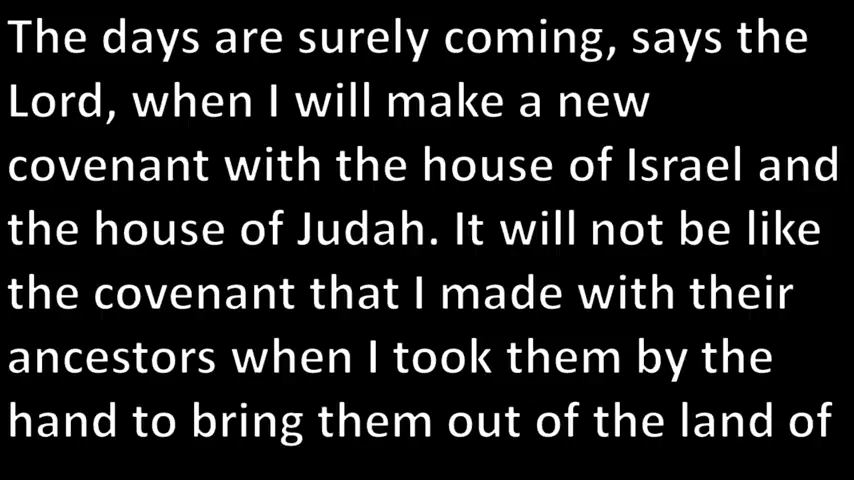 The days are surely coming, says the
Lord, when I will make a new
covenant with the house of Israel and
the house of Judah. It will not be like
the covenant that I made with their
ancestors when I took them by the
hand to bring them out of the land of